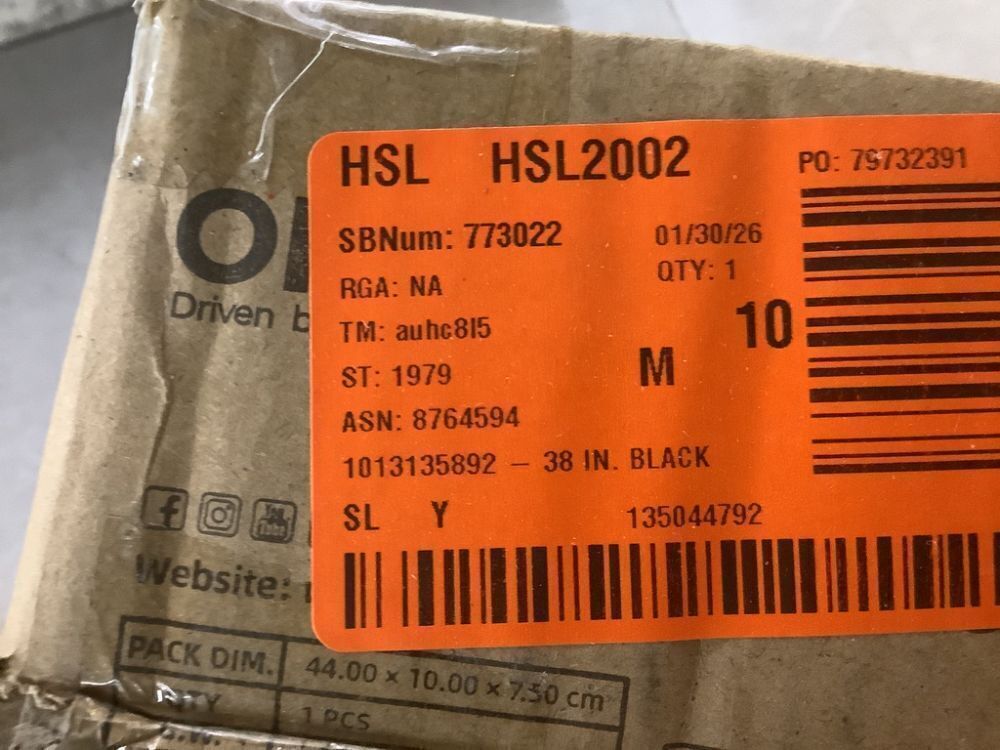 HSL HSL2002
PO: 79732391
SBNum: 773022
01/30/26
RGA: NA
QTY: 1
TM: auhc8l5
10
ST: 1979
M
ASN: 8764594
1013135892 – 38 IN. BLACK
SL Y
135044792
Driven
Website:
PACK DIM. 44.00 × 10.00 × 7.50 cm
1 PCS